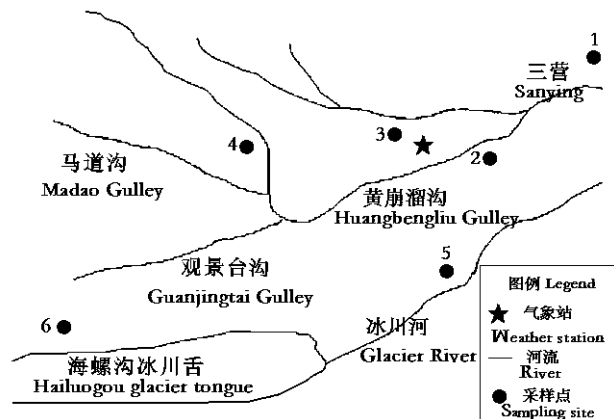 1
三营
Sanying
3
4
2
马道沟
Madao Gulley
黄崩溜沟
Huangbengliu Gulley
观景台沟
Guanjingtai Gulley
5
6
冰川河
Glacier River
海螺沟冰川舌
Hailuogou glacier tongue
图例 Legend
气象站
Weather station
河流
River
采样点
Sampling site